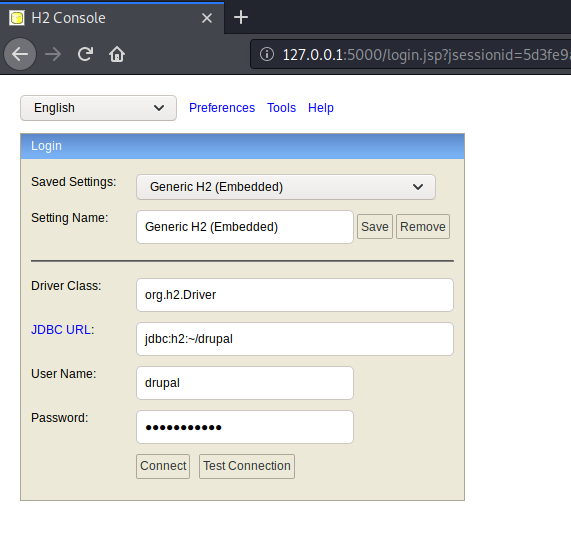 H2 Console
127.0.0.1:5000/login.jsp?jsessionid=5d3fe9a
English Preferences Tools Help
Login
Saved Settings: Generic H2 (Embedded)
Setting Name: Generic H2 (Embedded) Save Remove
Driver Class: org.h2.Driver
JDBC URL: jdbc:h2:~/drupal
User Name: drupal
Password: ●●●●●●●●●●●
Connect Test Connection